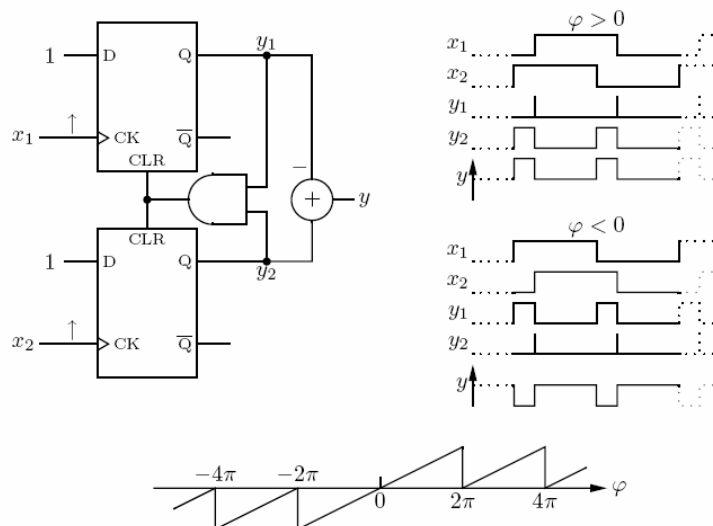 1
D
Q
y₁
x₁
↑
CK
Q̅
CLR
−
+
y
CLR
1
D
Q
y₂
x₂
↑
CK
Q̅
φ > 0
x₁
x₂
y₁
y₂
y
φ < 0
x₁
x₂
y₁
y₂
y
−4π
−2π
0
2π
4π
φ